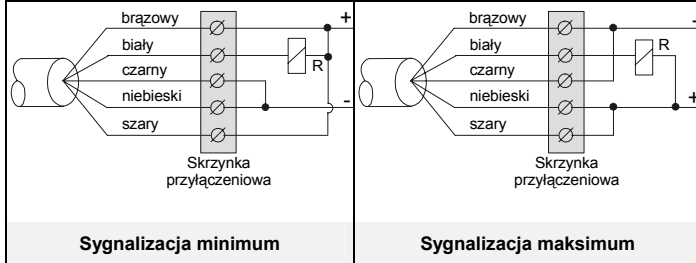 brązowy
+
biały
R
czarny
niebieski
-
szary
Skrzynka
przyłączeniowa
Sygnalizacja minimum
brązowy
-
biały
R
czarny
niebieski
+
szary
Skrzynka
przyłączeniowa
Sygnalizacja maksimum